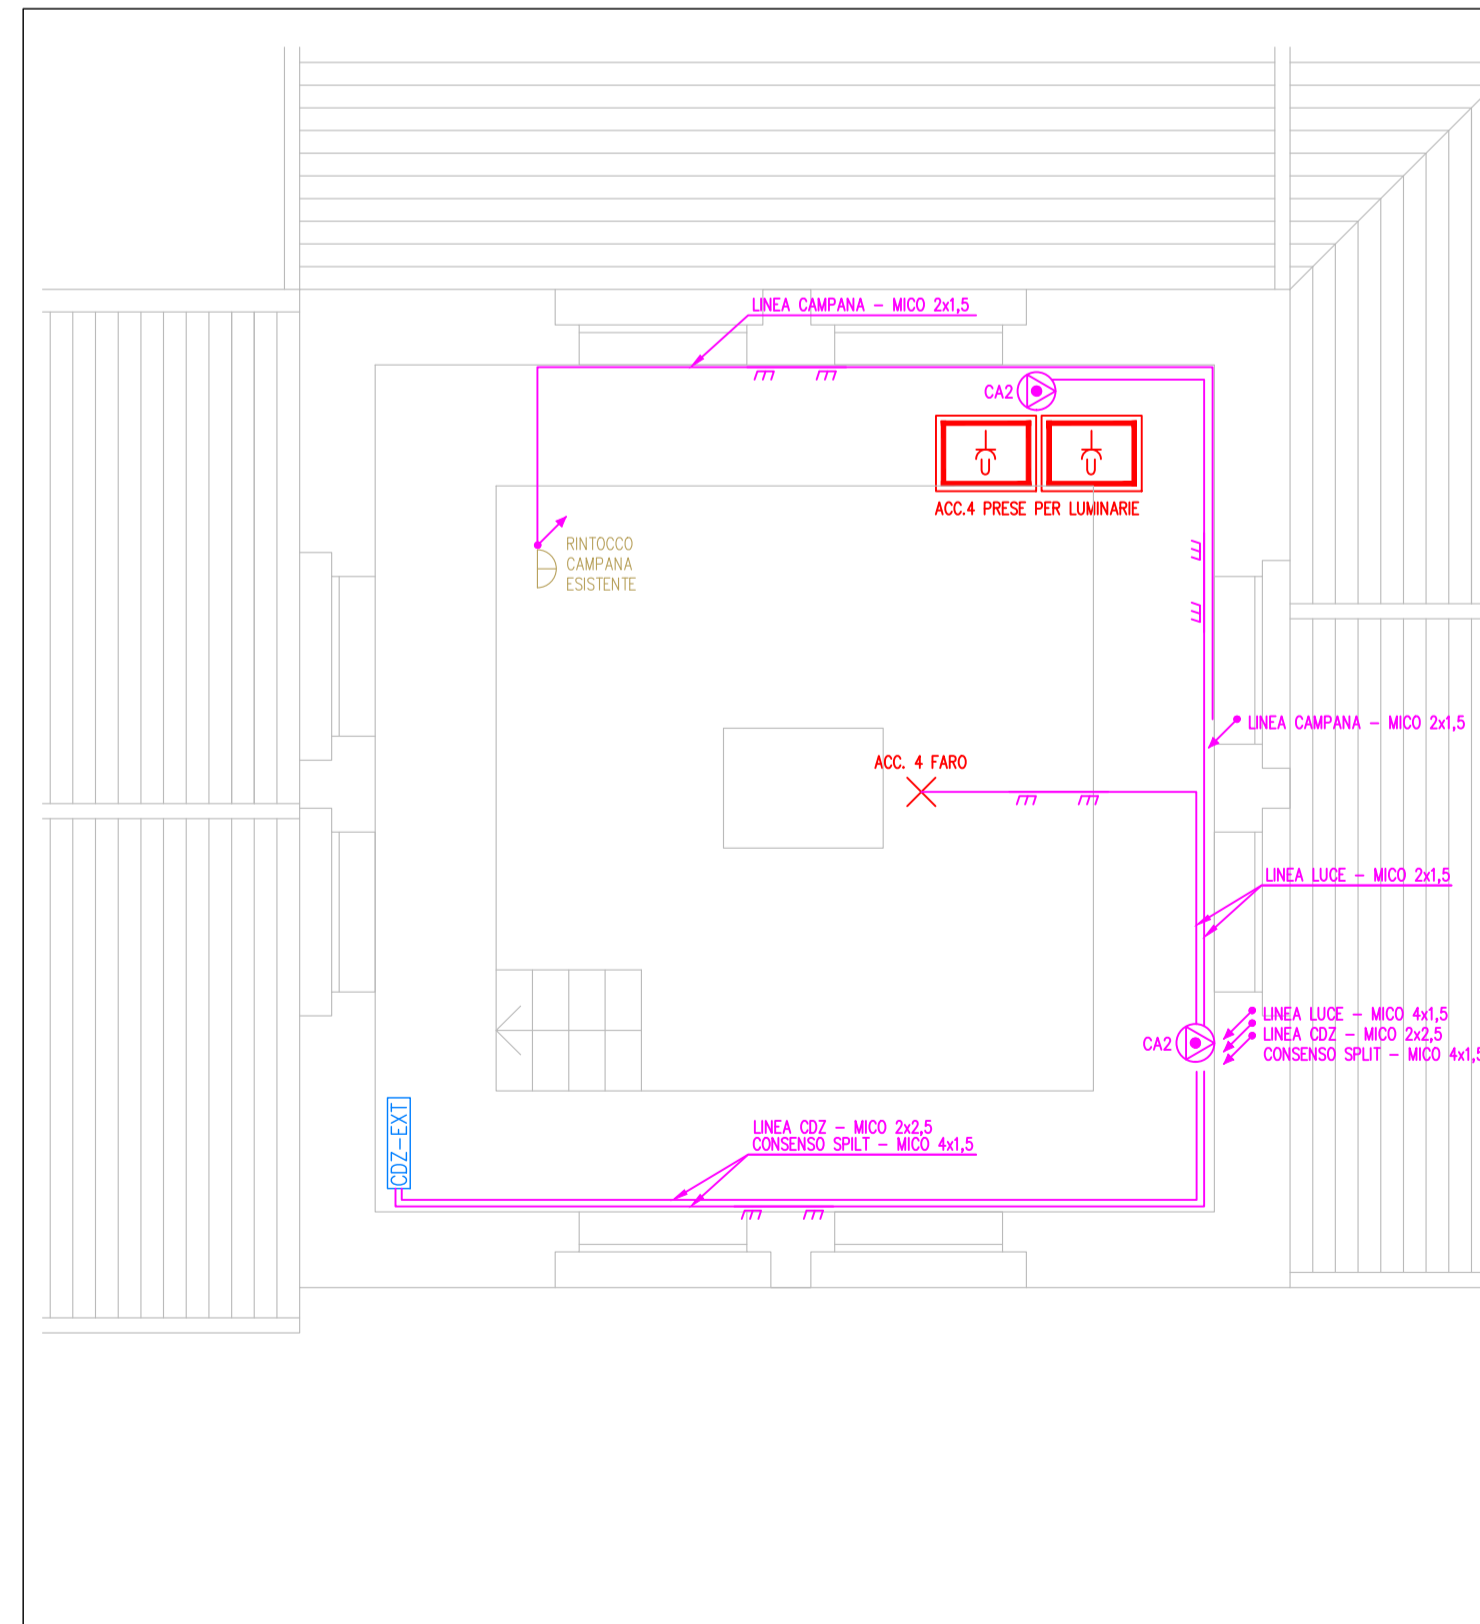 LINEA CAMPANA – MICO 2x1,5
CA2
ACC.4 PRESE PER LUMINARIE
RINTOCCO
CAMPANA
ESISTENTE
LINEA CAMPANA – MICO 2x1,5
ACC. 4 FARO
LINEA LUCE – MICO 2x1,5
LINEA LUCE – MICO 4x1,5
LINEA CDZ – MICO 2x2,5
CONSENSO SPLIT – MICO 4x1,5
CA2
CDZ-EXT
LINEA CDZ – MICO 2x2,5
CONSENSO SPILT – MICO 4x1,5